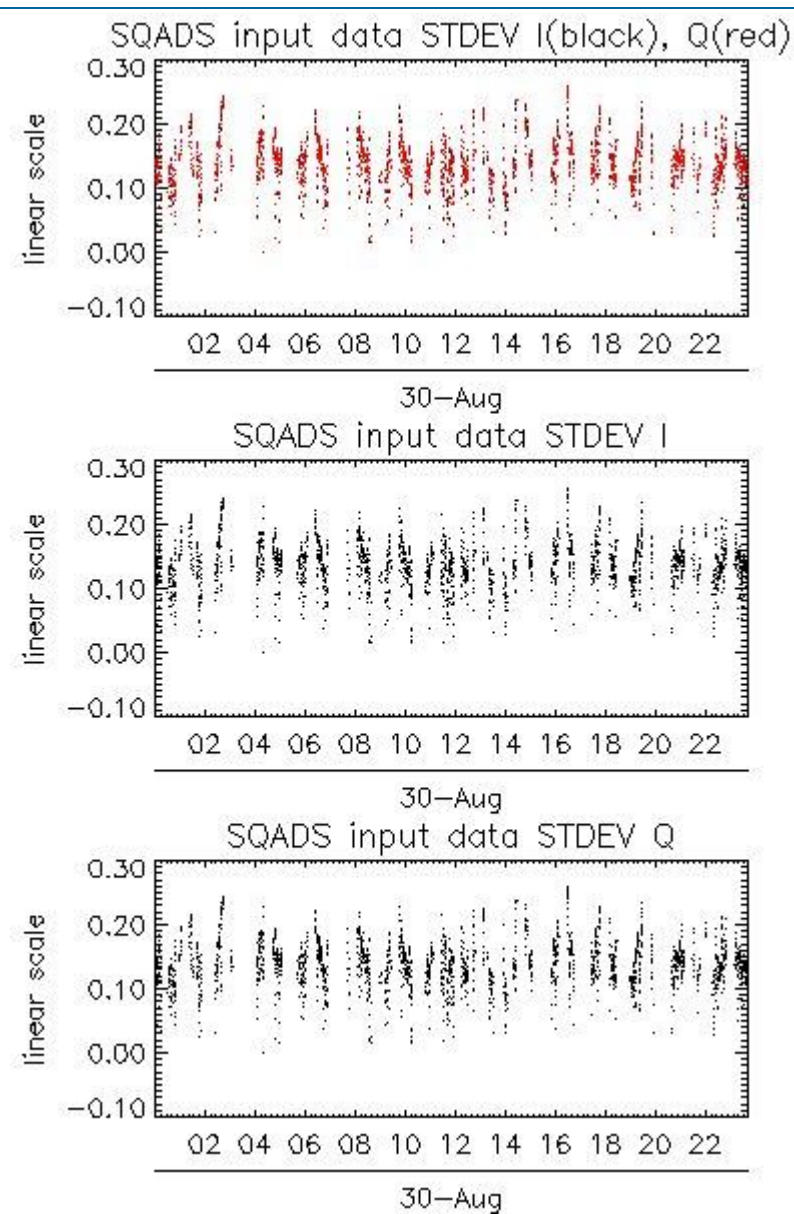 SQADS input data STDEV I(black), Q(red)
0.30
0.20
0.10
0.00
−0.10
linear scale
02 04 06 08 10 12 14 16 18 20 22
30−Aug
SQADS input data STDEV I
0.30
0.20
0.10
0.00
−0.10
linear scale
02 04 06 08 10 12 14 16 18 20 22
30−Aug
SQADS input data STDEV Q
0.30
0.20
0.10
0.00
−0.10
linear scale
02 04 06 08 10 12 14 16 18 20 22
30−Aug